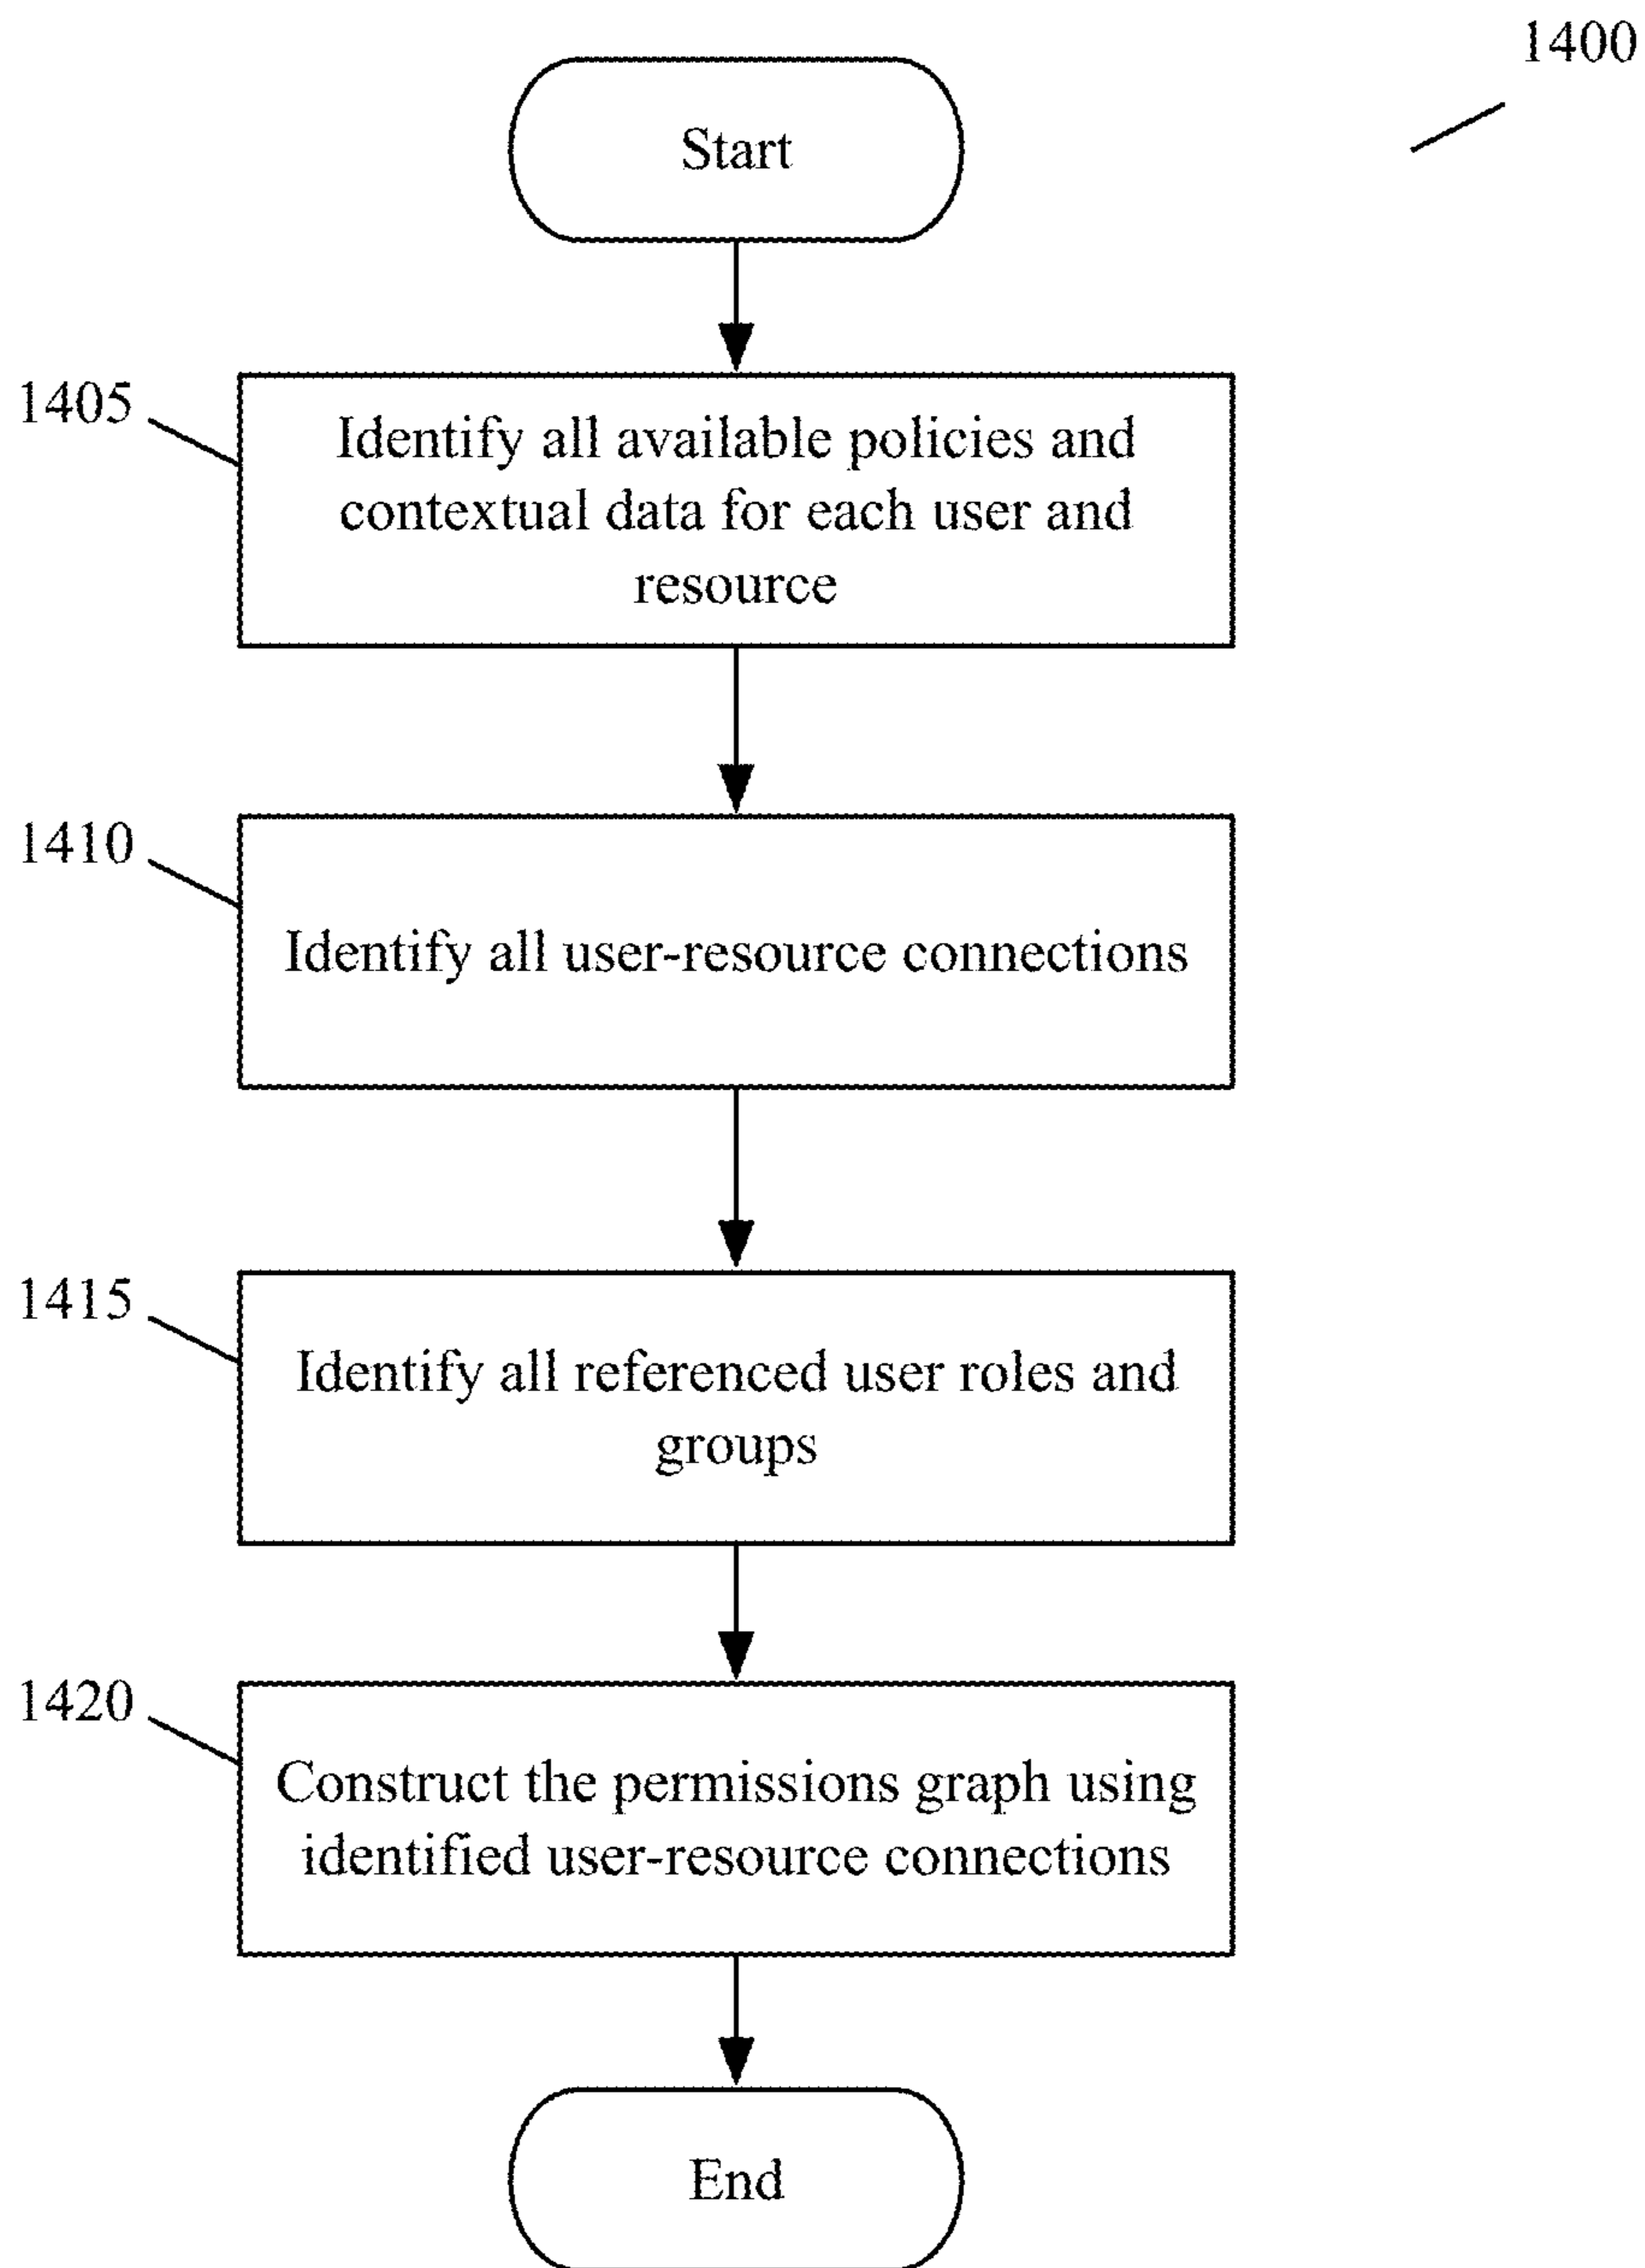 1400
Start
1405
Identify all available policies and
contextual data for each user and
resource
1410
Identify all user-resource connections
1415
Identify all referenced user roles and
groups
1420
Construct the permissions graph using
identified user-resource connections
End